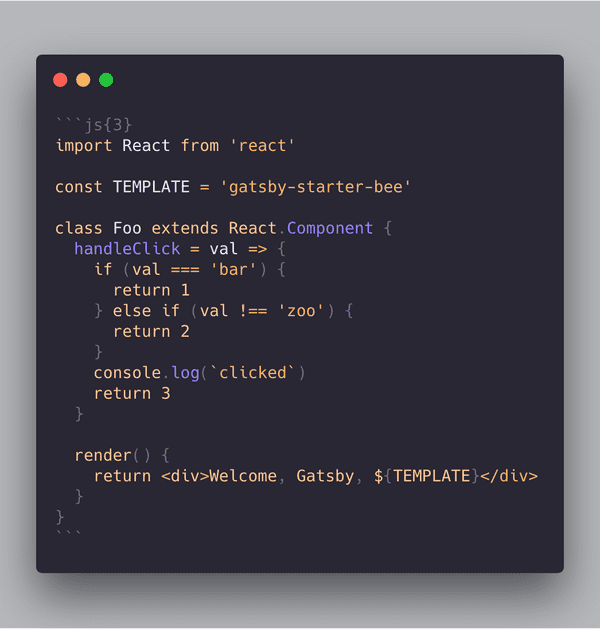 ```js{3}
import React from 'react'

const TEMPLATE = 'gatsby-starter-bee'

class Foo extends React.Component {
  handleClick = val => {
    if (val === 'bar') {
      return 1
    } else if (val !== 'zoo') {
      return 2
    }
    console.log(`clicked`)
    return 3
  }

  render() {
    return <div>Welcome, Gatsby, ${TEMPLATE}</div>
  }
}
```